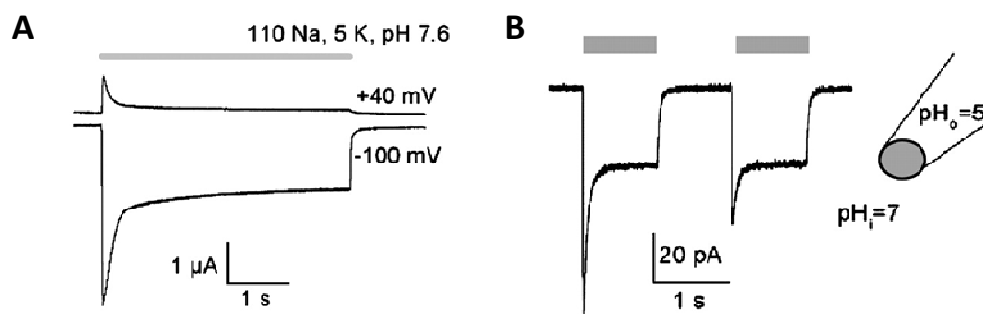 A
110 Na, 5 K, pH 7.6
+40 mV
-100 mV
1 µA
1 s
B
20 pA
1 s
pHo=5
pHi=7